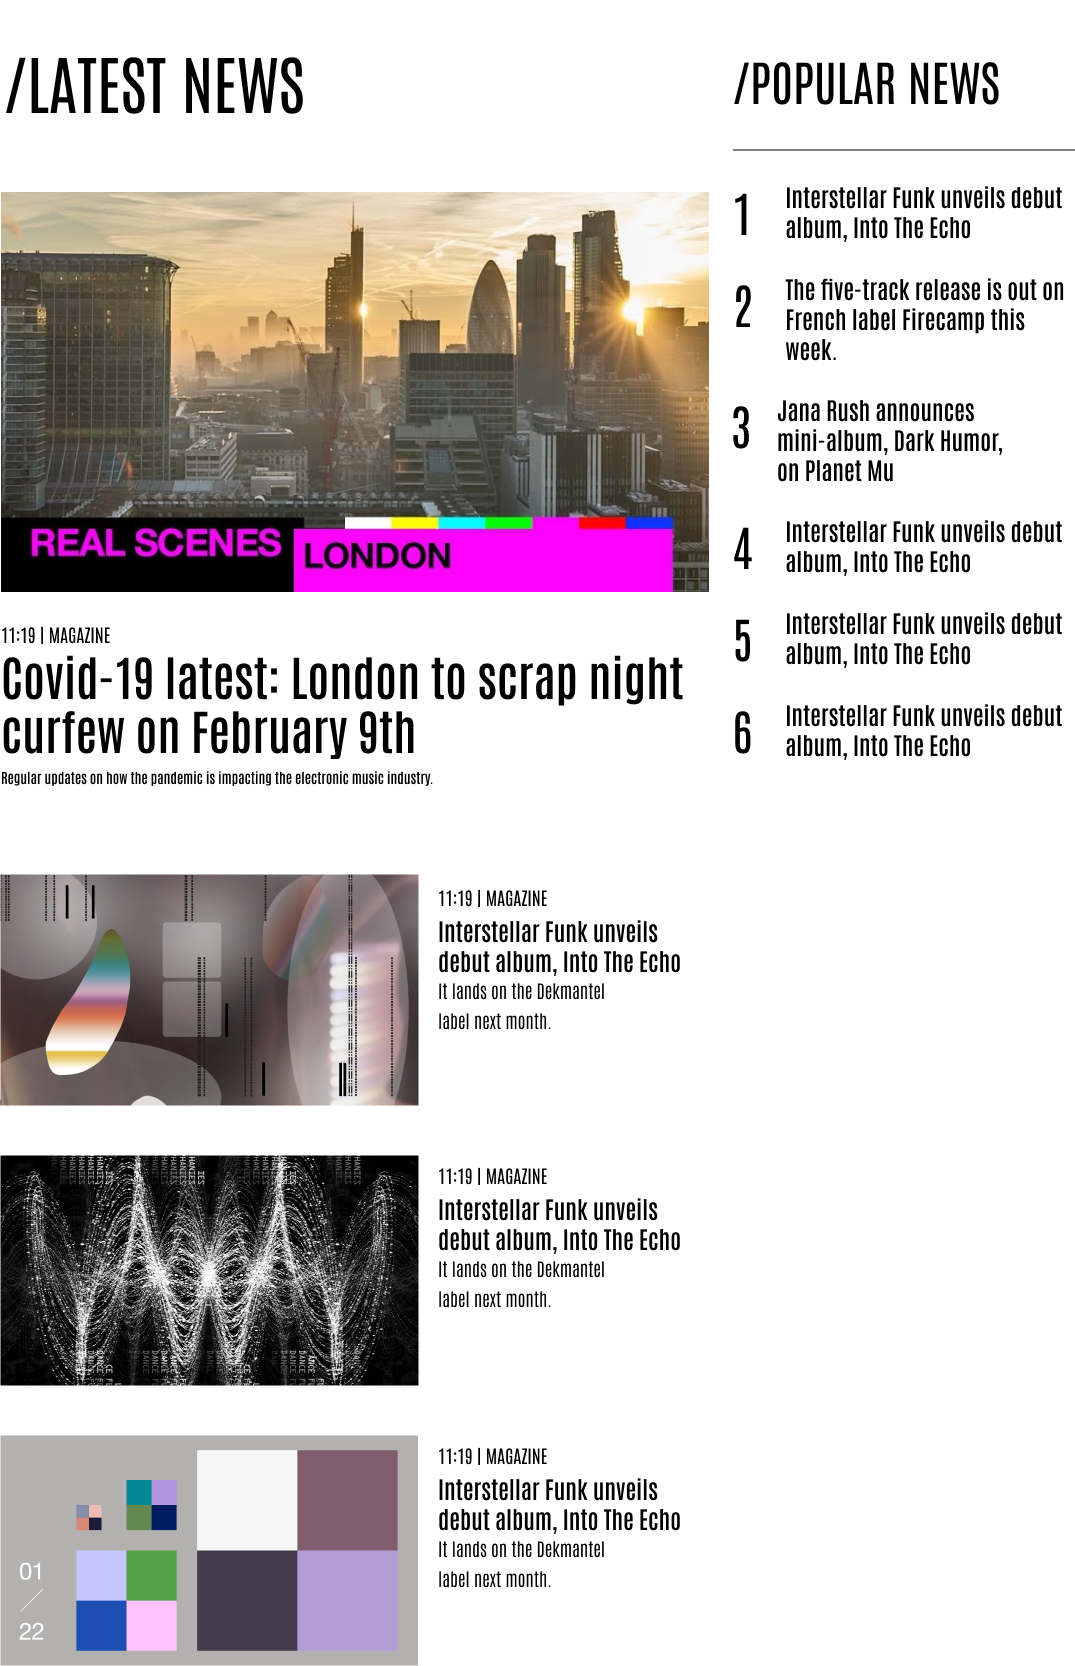 /LATEST NEWS
REAL SCENES
LONDON
11:19 | MAGAZINE
Covid-19 latest: London to scrap night
curfew on February 9th
Regular updates on how the pandemic is impacting the electronic music industry.
11:19 | MAGAZINE
Interstellar Funk unveils
debut album, Into The Echo
It lands on the Dekmantel
label next month.
11:19 | MAGAZINE
Interstellar Funk unveils
debut album, Into The Echo
It lands on the Dekmantel
label next month.
01
/
22
11:19 | MAGAZINE
Interstellar Funk unveils
debut album, Into The Echo
It lands on the Dekmantel
label next month.
/POPULAR NEWS
1
Interstellar Funk unveils debut
album, Into The Echo
2
The five-track release is out on
French label Firecamp this
week.
3
Jana Rush announces
mini-album, Dark Humor,
on Planet Mu
4
Interstellar Funk unveils debut
album, Into The Echo
5
Interstellar Funk unveils debut
album, Into The Echo
6
Interstellar Funk unveils debut
album, Into The Echo